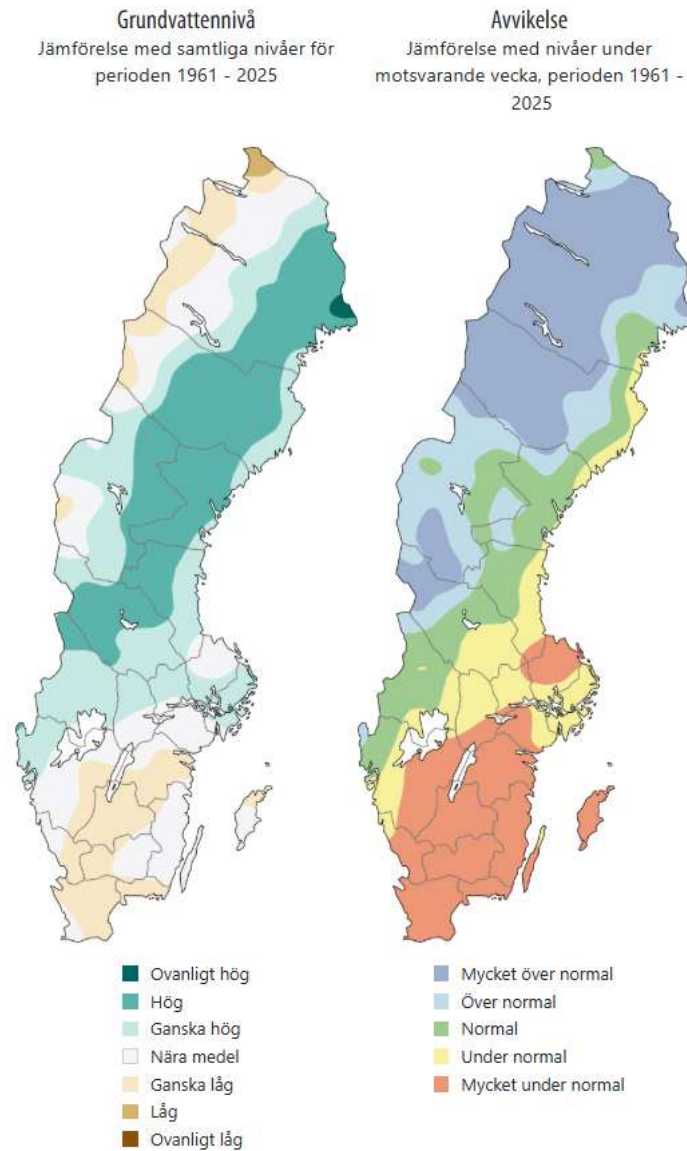 Grundvattennivå
Jämförelse med samtliga nivåer för
perioden 1961 - 2025
Avvikelse
Jämförelse med nivåer under
motsvarande vecka, perioden 1961 -
2025
Ovanligt hög
Hög
Ganska hög
Nära medel
Ganska låg
Låg
Ovanligt låg
Mycket över normal
Över normal
Normal
Under normal
Mycket under normal